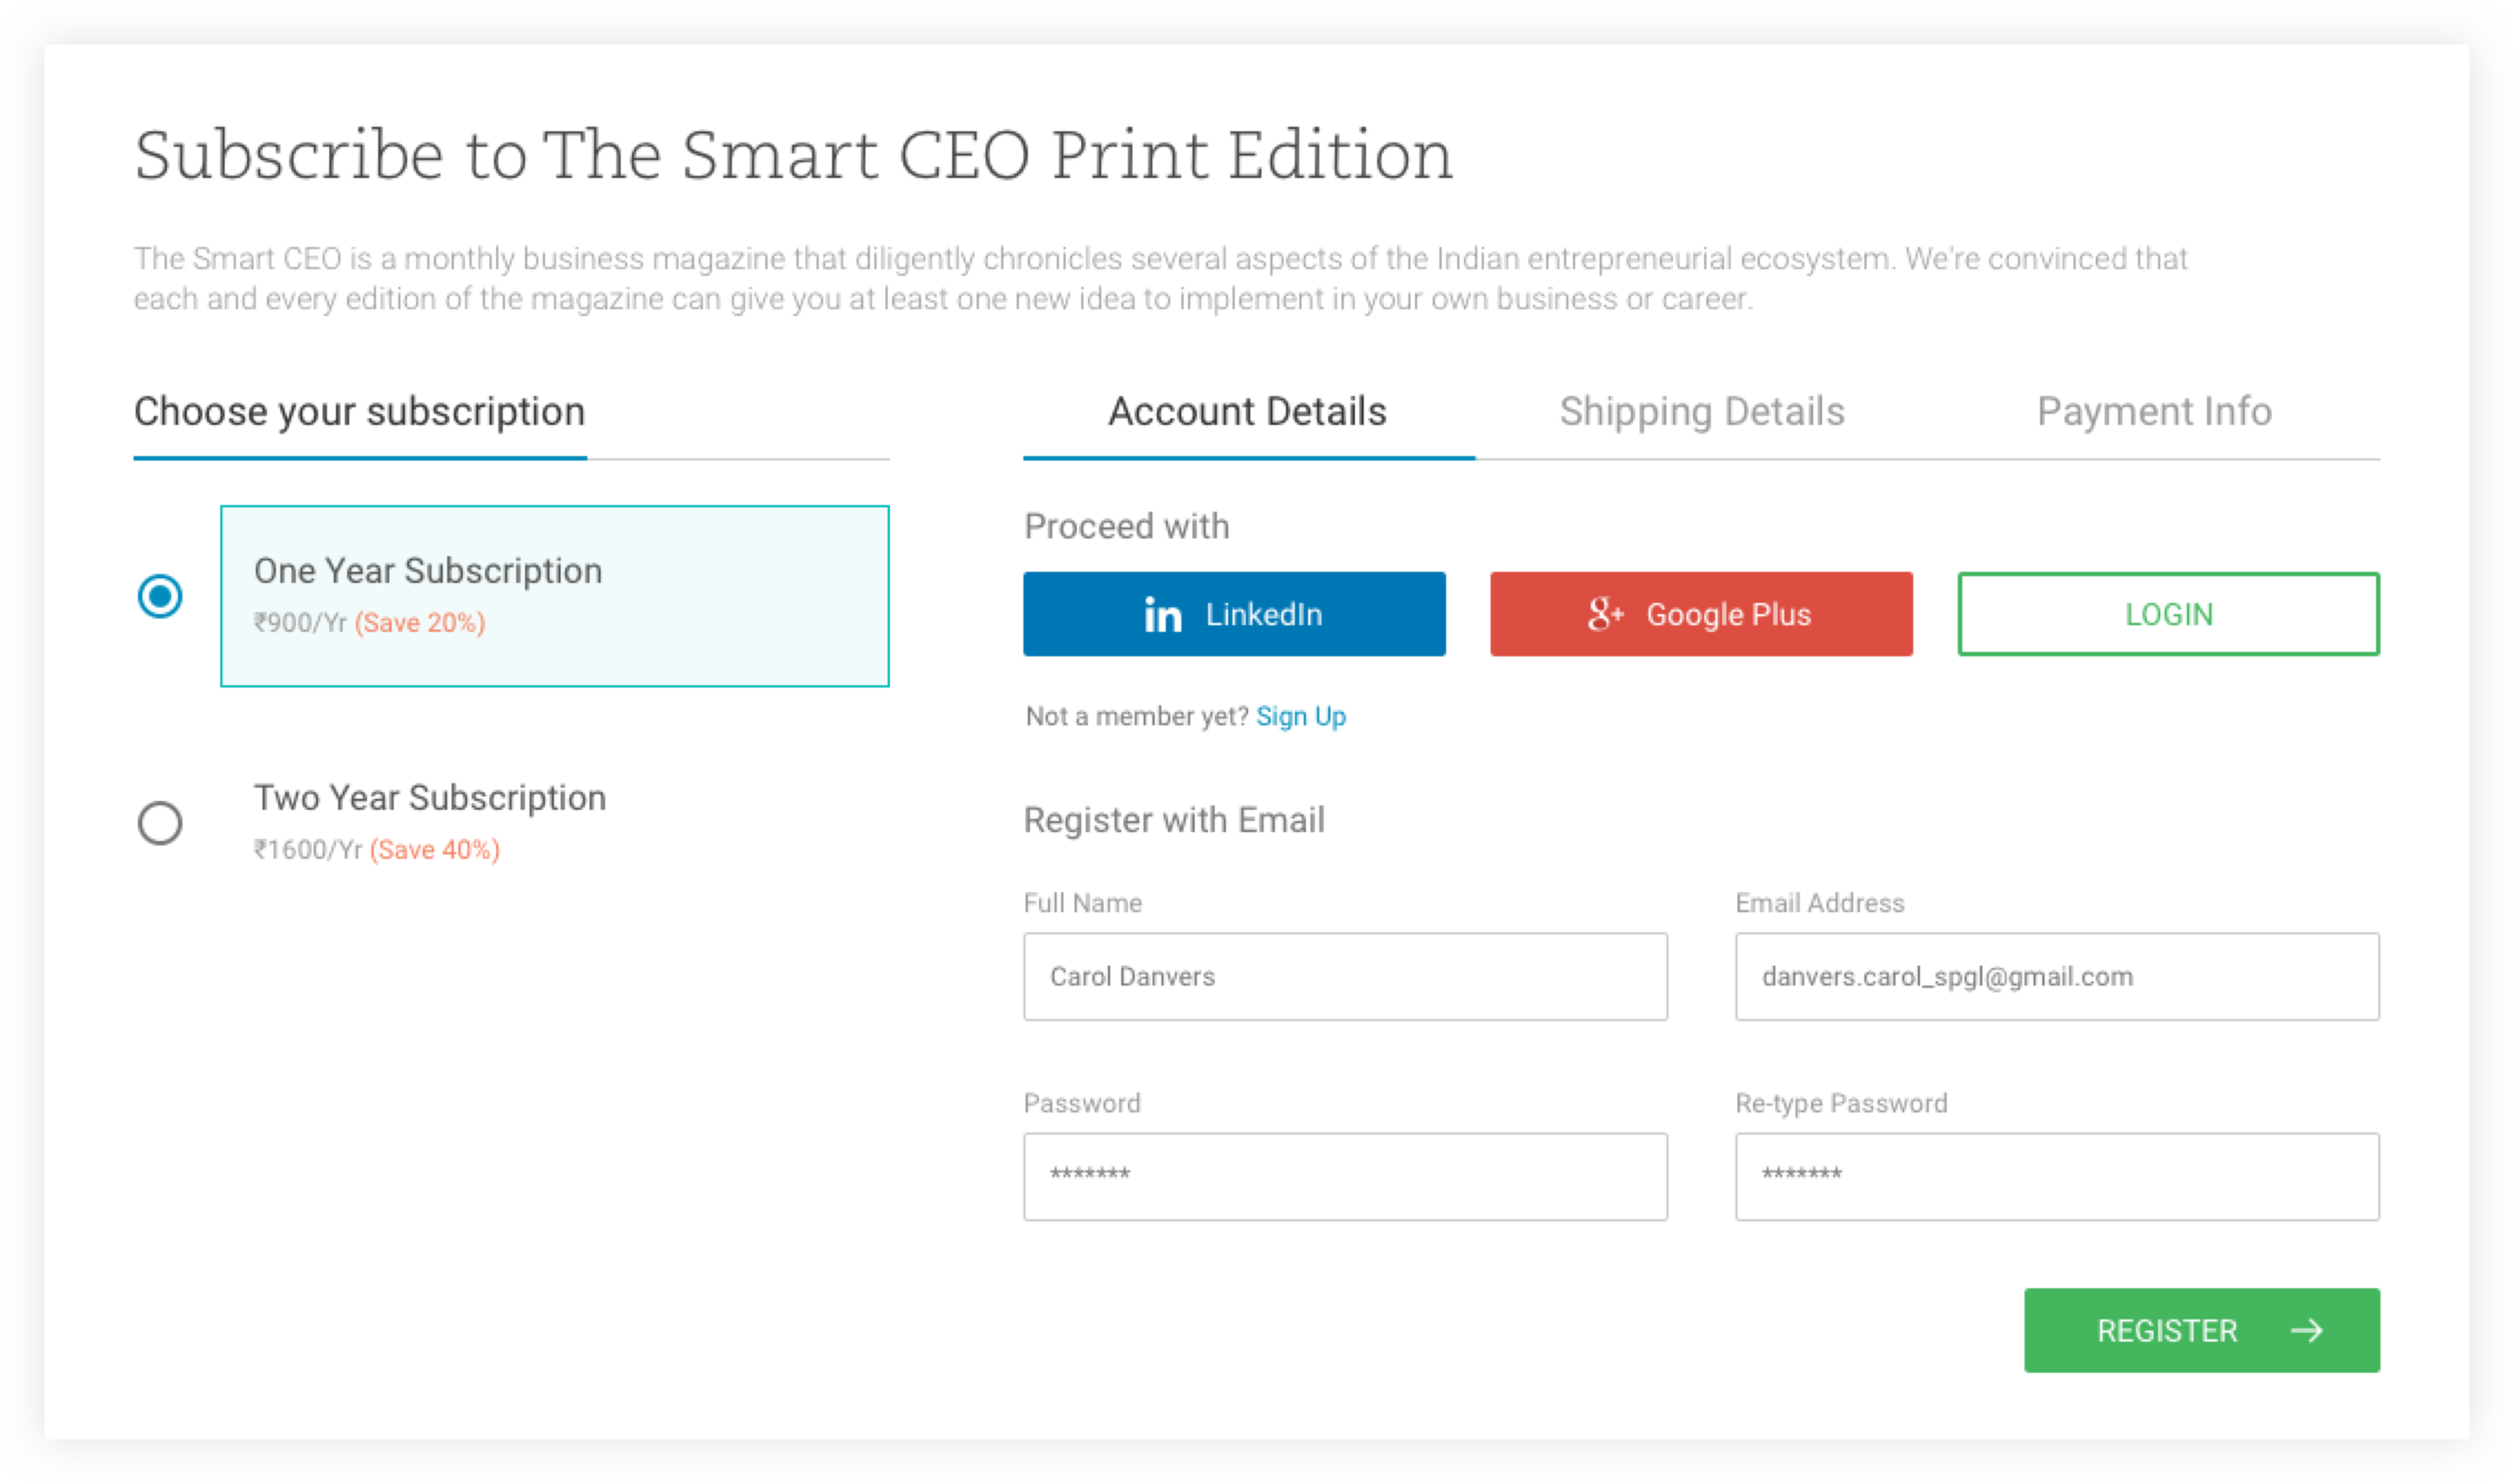 Subscribe to The Smart CEO Print Edition
The Smart CEO is a monthly business magazine that diligently chronicles several aspects of the Indian entrepreneurial ecosystem. We're convinced that
each and every edition of the magazine can give you at least one new idea to implement in your own business or career.
Choose your subscription
One Year Subscription
₹900/Yr (Save 20%)
Two Year Subscription
₹1600/Yr (Save 40%)
Account Details
Shipping Details
Payment Info
Proceed with
in LinkedIn
g+ Google Plus
LOGIN
Not a member yet? Sign Up
Register with Email
Full Name
Email Address
Carol Danvers
danvers.carol_spgl@gmail.com
Password
Re-type Password
*******
*******
REGISTER →